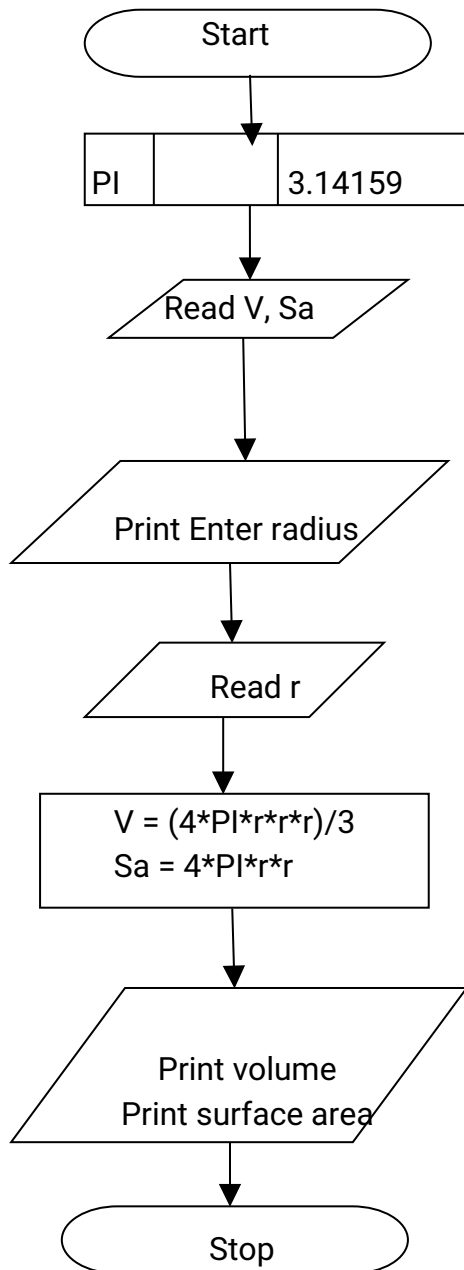 Start
PI 3.14159
Read V, Sa
Print Enter radius
Read r
V = (4*PI*r*r*r)/3
Sa = 4*PI*r*r
Print volume
Print surface area
Stop